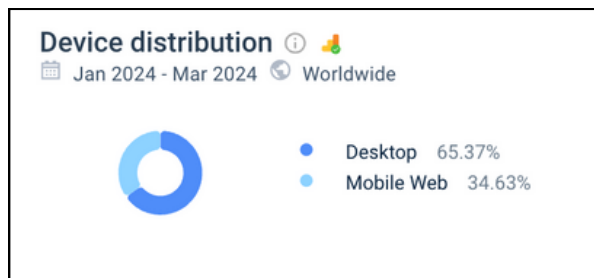 Device distribution
Jan 2024 - Mar 2024 Worldwide
Desktop 65.37%
Mobile Web 34.63%